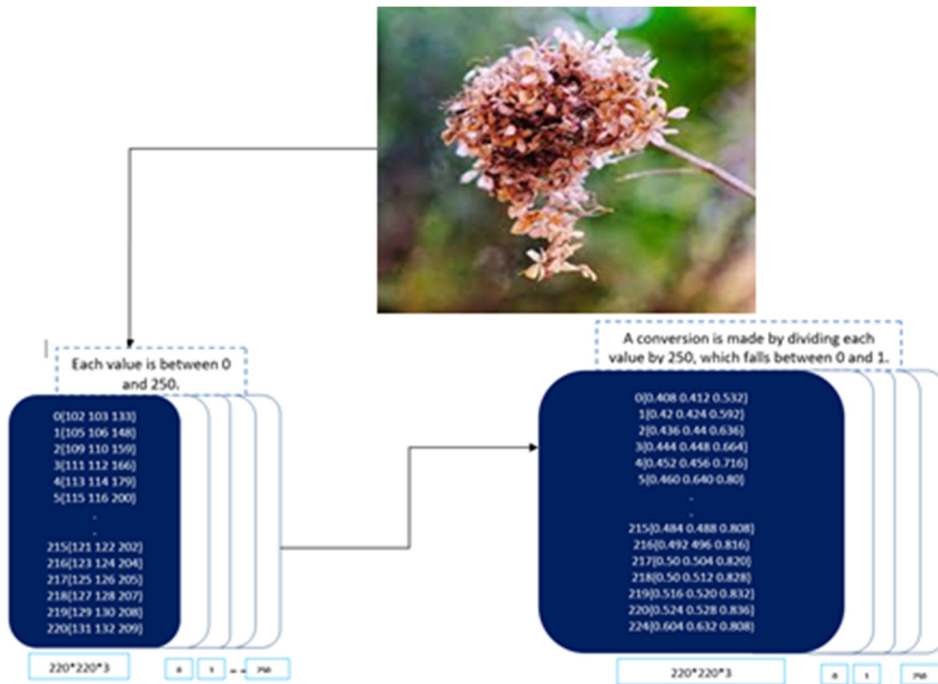 Each value is between 0
and 250.
0{102 103 133}
1{105 106 148}
2{109 110 159}
3{111 112 166}
4{113 114 179}
5{115 116 200}
.
.
215{121 122 202}
216{123 124 204}
217{125 126 205}
218{127 128 207}
219{129 130 208}
220{131 132 209}
220*220*3
0 1 250
A conversion is made by dividing each
value by 250, which falls between 0 and 1.
0{0.408 0.412 0.532}
1{0.42 0.424 0.592}
2{0.436 0.44 0.636}
3{0.444 0.448 0.664}
4{0.452 0.456 0.716}
5{0.460 0.640 0.80}
.
.
215{0.484 0.488 0.808}
216{0.492 496 0.816}
217{0.50 0.504 0.820}
218{0.50 0.512 0.828}
219{0.516 0.520 0.832}
220{0.524 0.528 0.836}
224{0.604 0.632 0.808}
220*220*3
0 1 250